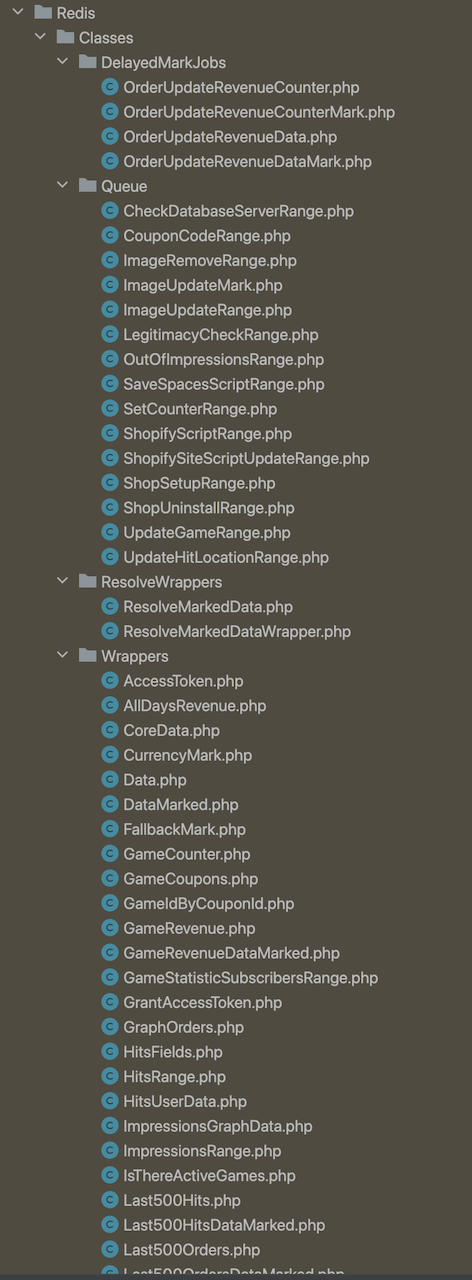 Redis
Classes
DelayedMarkJobs
OrderUpdateRevenueCounter.php
OrderUpdateRevenueCounterMark.php
OrderUpdateRevenueData.php
OrderUpdateRevenueDataMark.php
Queue
CheckDatabaseServerRange.php
CouponCodeRange.php
ImageRemoveRange.php
ImageUpdateMark.php
ImageUpdateRange.php
LegitimacyCheckRange.php
OutOfImpressionsRange.php
SaveSpacesScriptRange.php
SetCounterRange.php
ShopifyScriptRange.php
ShopifySiteScriptUpdateRange.php
ShopSetupRange.php
ShopUninstallRange.php
UpdateGameRange.php
UpdateHitLocationRange.php
ResolveWrappers
ResolveMarkedData.php
ResolveMarkedDataWrapper.php
Wrappers
AccessToken.php
AllDaysRevenue.php
CoreData.php
CurrencyMark.php
Data.php
DataMarked.php
FallbackMark.php
GameCounter.php
GameCoupons.php
GameIdByCouponId.php
GameRevenue.php
GameRevenueDataMarked.php
GameStatisticSubscribersRange.php
GrantAccessToken.php
GraphOrders.php
HitsFields.php
HitsRange.php
HitsUserData.php
ImpressionsGraphData.php
ImpressionsRange.php
IsThereActiveGames.php
Last500Hits.php
Last500HitsDataMarked.php
Last500Orders.php
Last500OrdersDataMarked.php